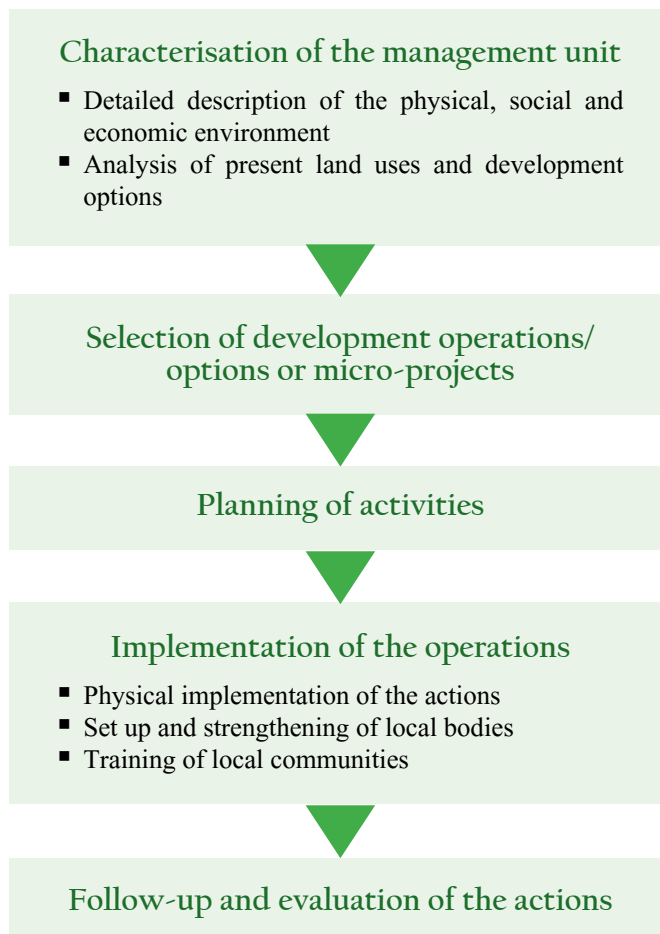 Characterisation of the management unit
▪ Detailed description of the physical, social and
economic environment
▪ Analysis of present land uses and development
options
Selection of development operations/
options or micro-projects
Planning of activities
Implementation of the operations
▪ Physical implementation of the actions
▪ Set up and strengthening of local bodies
▪ Training of local communities
Follow-up and evaluation of the actions